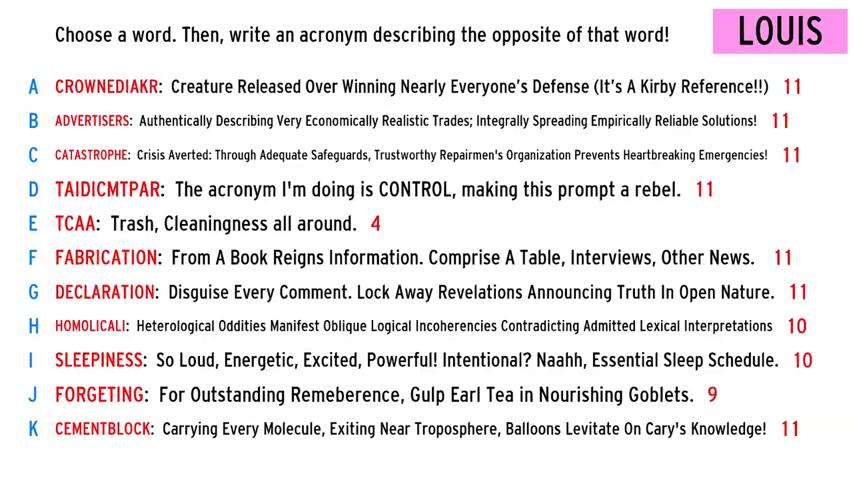 Choose a word. Then, write an acronym describing the opposite of that word!
LOUIS
A CROWNEDIAKR: Creature Released Over Winning Nearly Everyone's Defense (It's A Kirby Reference!!) 11
B ADVERTISERS: Authentically Describing Very Economically Realistic Trades; Integrally Spreading Empirically Reliable Solutions! 11
C CATASTROPHE: Crisis Averted: Through Adequate Safeguards, Trustworthy Repairmen's Organization Prevents Heartbreaking Emergencies! 11
D TAIDICMTPAR: The acronym I'm doing is CONTROL, making this prompt a rebel. 11
E TCAA: Trash, Cleaningness all around. 4
F FABRICATION: From A Book Reigns Information. Comprise A Table, Interviews, Other News. 11
G DECLARATION: Disguise Every Comment. Lock Away Revelations Announcing Truth In Open Nature. 11
H HOMOLICALI: Heterological Oddities Manifest Oblique Logical Incoherencies Contradicting Admitted Lexical Interpretations 10
I SLEEPINESS: So Loud, Energetic, Excited, Powerful! Intentional? Naahh, Essential Sleep Schedule. 10
J FORGETING: For Outstanding Remeberence, Gulp Earl Tea in Nourishing Goblets. 9
K CEMENTBLOCK: Carrying Every Molecule, Exiting Near Troposphere, Balloons Levitate On Cary's Knowledge! 11